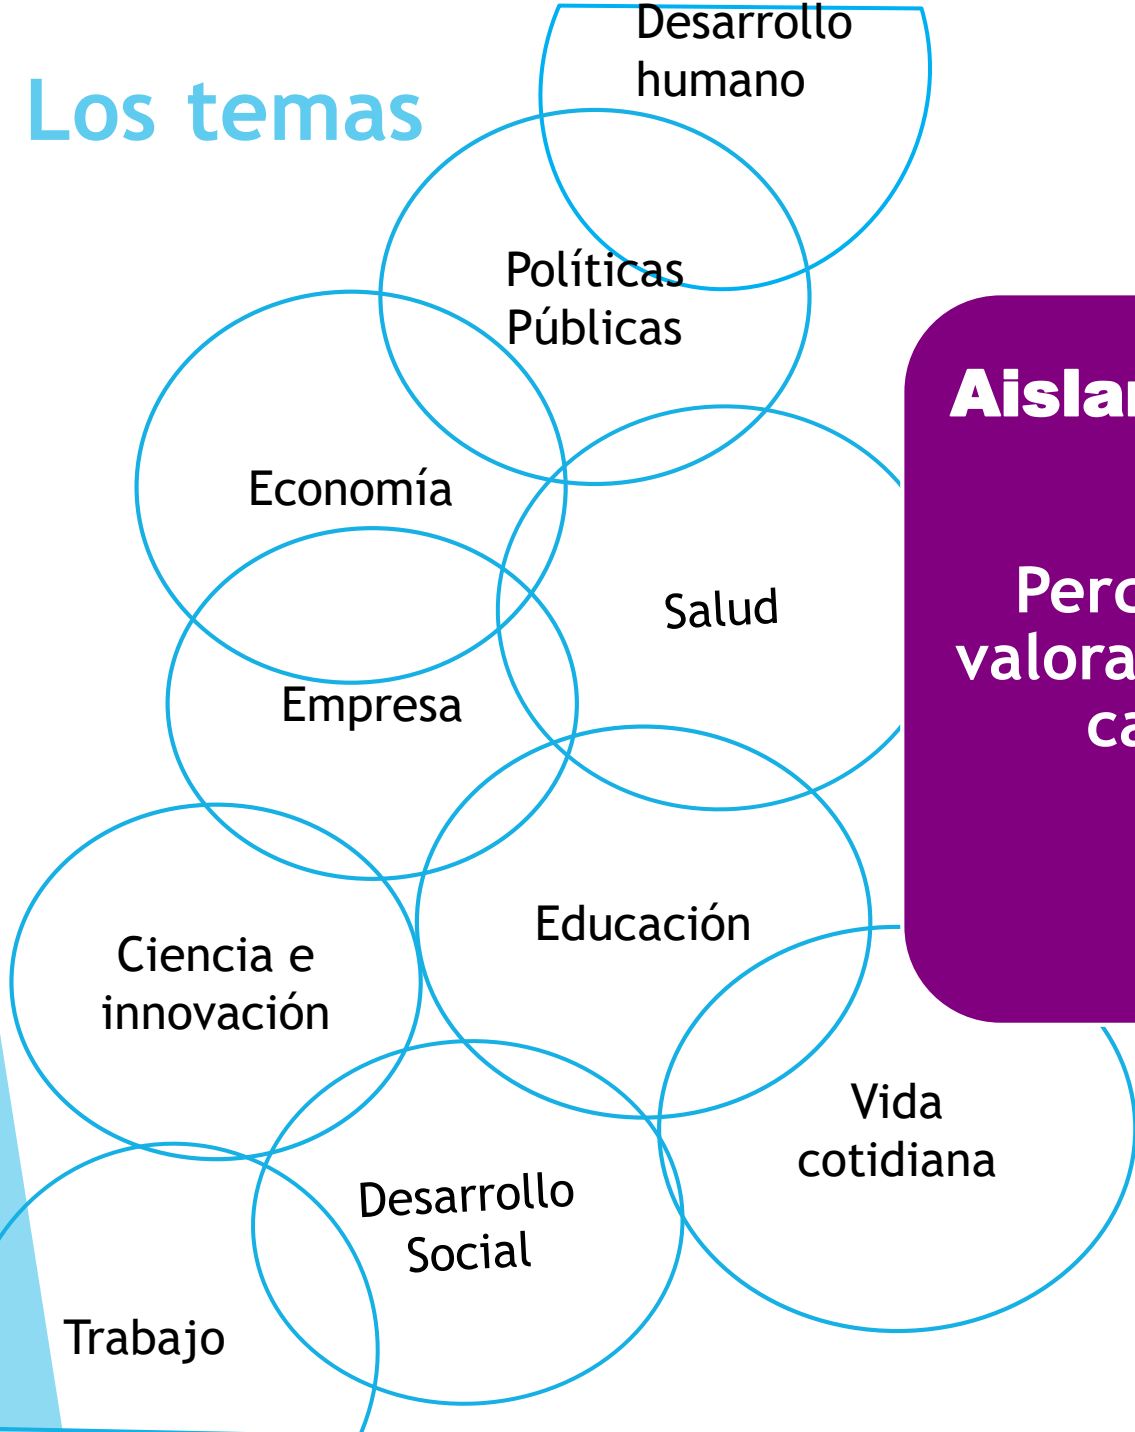 Desarrollo
humano
Los temas
Políticas
Públicas
Economía
Salud
Empresa
Educación
Ciencia e
innovación
Vida
cotidiana
Desarrollo
Social
Trabajo